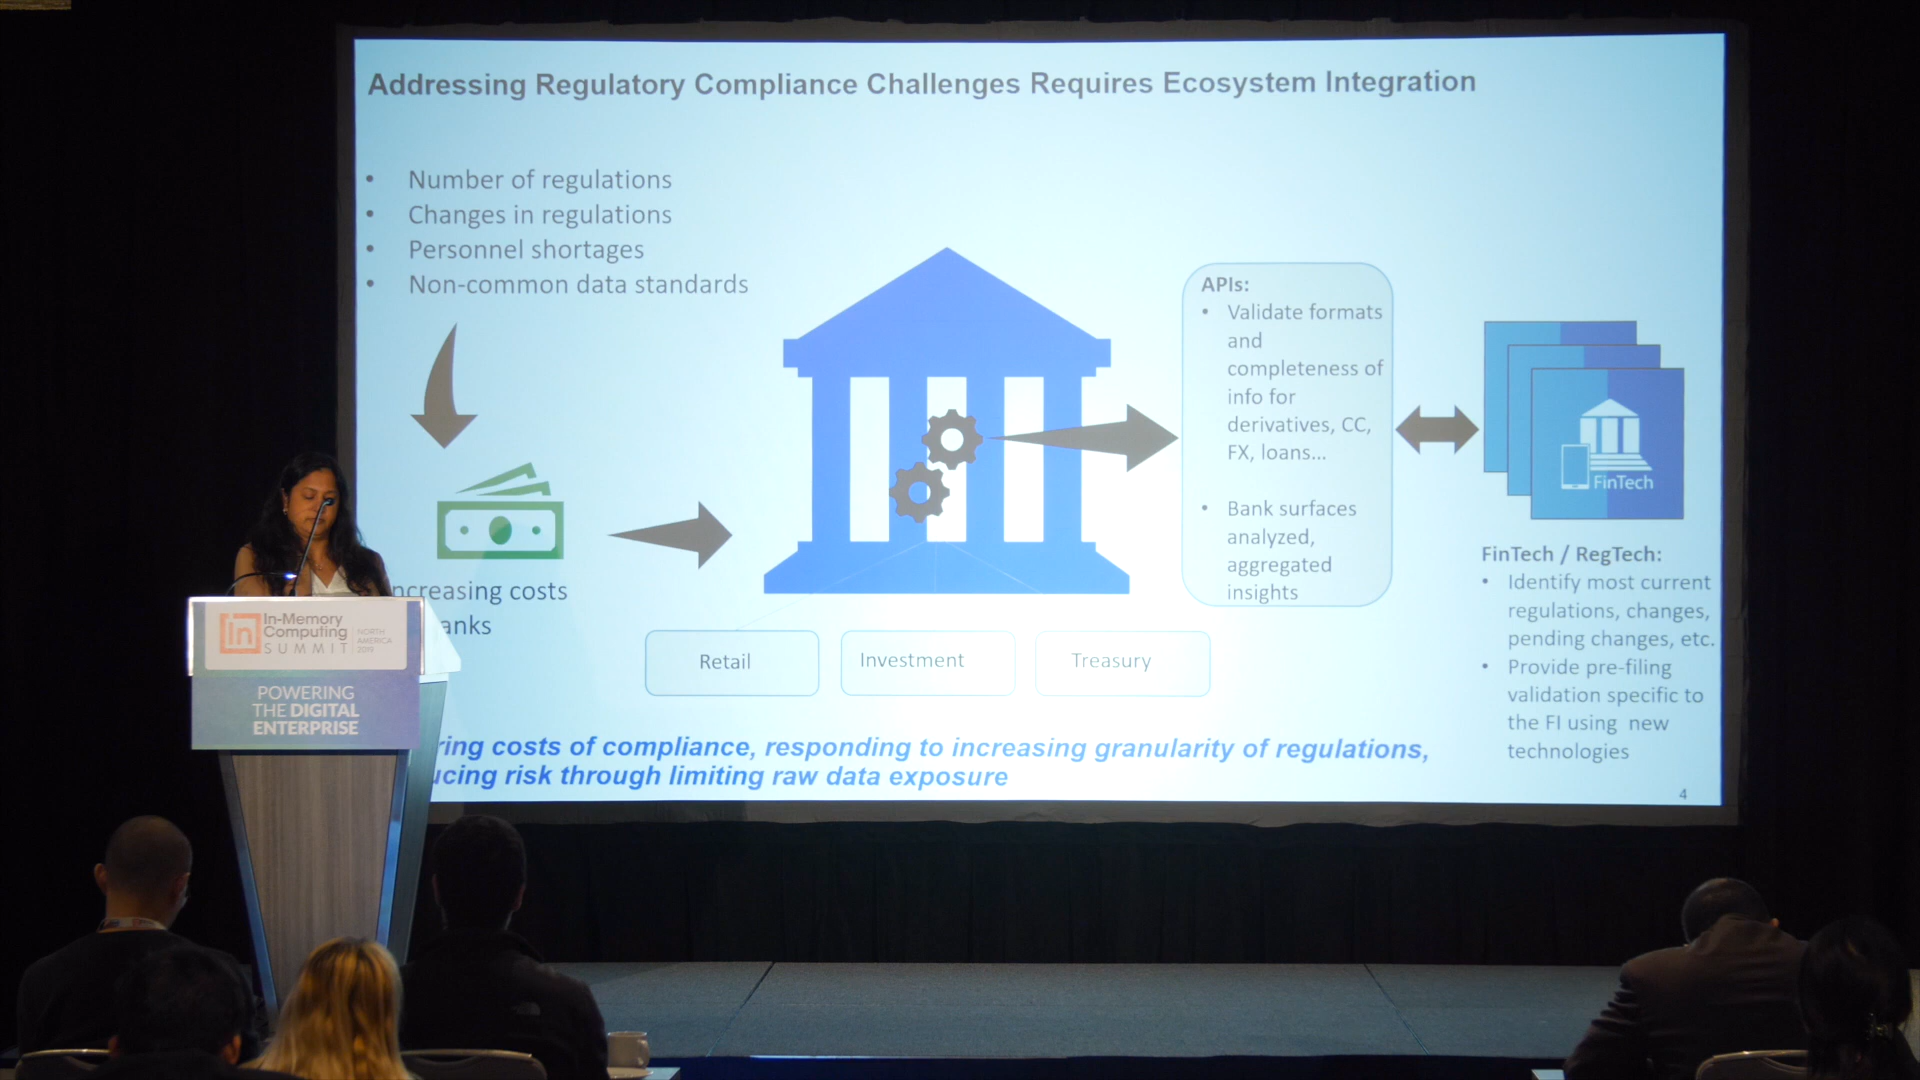 Addressing Regulatory Compliance Challenges Requires Ecosystem Integration
• Number of regulations
• Changes in regulations
• Personnel shortages
• Non-common data standards
ncreasing costs
anks
Retail
Investment
Treasury
APIs:
• Validate formats
and
completeness of
info for
derivatives, CC,
FX, loans...
• Bank surfaces
analyzed,
aggregated
insights
FinTech
FinTech / RegTech:
• Identify most current
regulations, changes,
pending changes, etc.
• Provide pre-filing
validation specific to
the FI using new
technologies
ring costs of compliance, responding to increasing granularity of regulations,
ucing risk through limiting raw data exposure
4
In
In-Memory
Computing
SUMMIT
NORTH
AMERICA
2019
POWERING
THE DIGITAL
ENTERPRISE